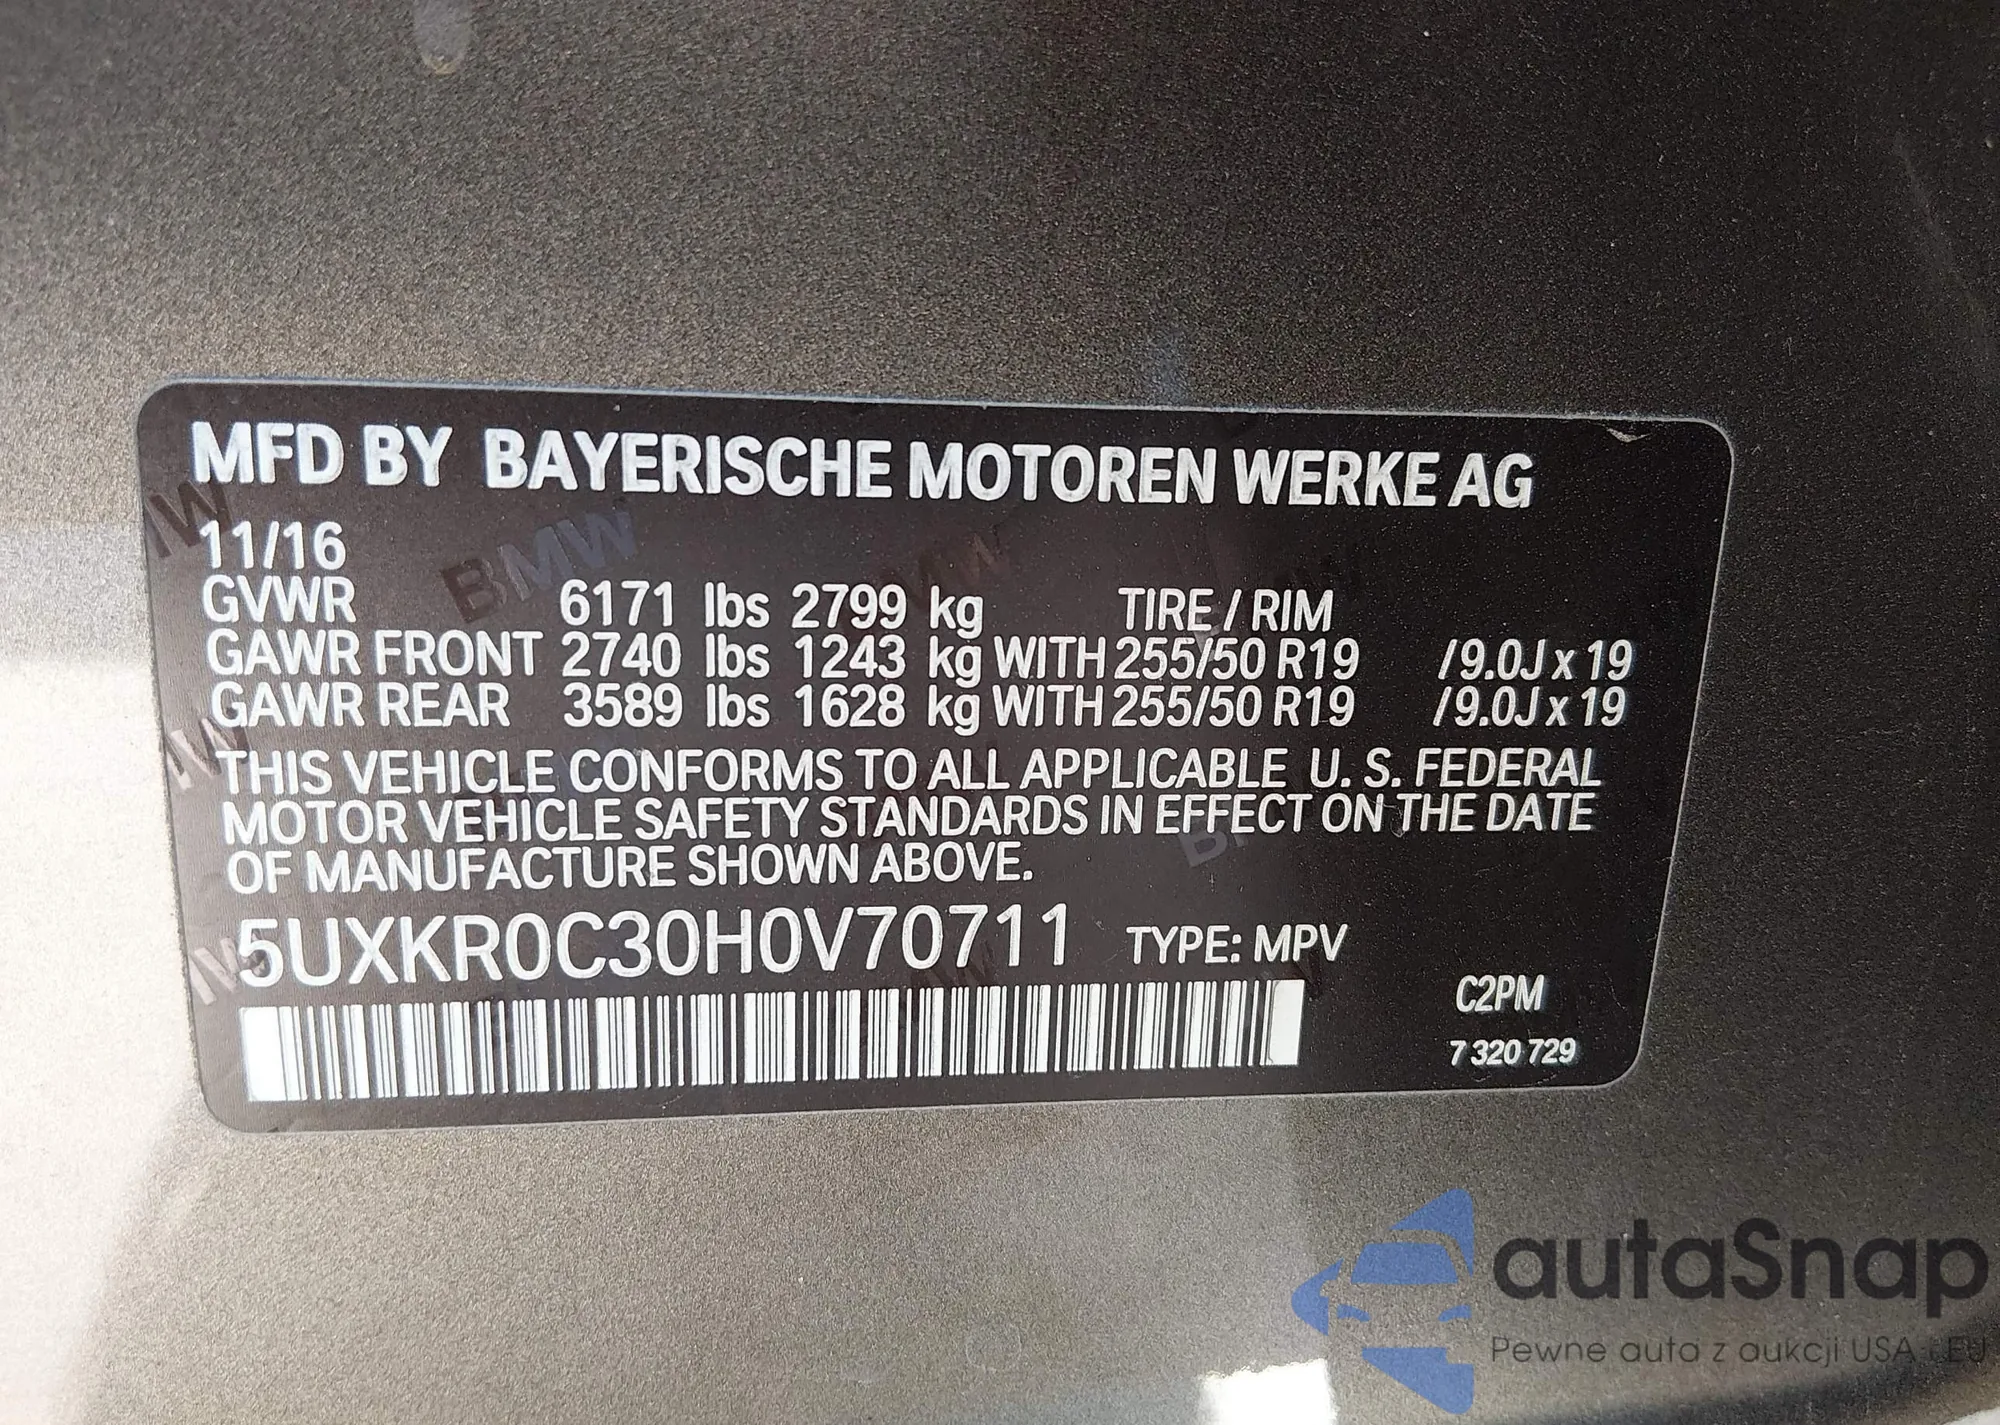 MFD BY BAYERISCHE MOTOREN WERKE AG
11/16
GVWR 6171 lbs 2799 kg TIRE / RIM
GAWR FRONT 2740 lbs 1243 kg WITH 255/50 R19 /9.0J x 19
GAWR REAR 3589 lbs 1628 kg WITH 255/50 R19 /9.0J x 19
THIS VEHICLE CONFORMS TO ALL APPLICABLE U. S. FEDERAL
MOTOR VEHICLE SAFETY STANDARDS IN EFFECT ON THE DATE
OF MANUFACTURE SHOWN ABOVE.
5UXKR0C30H0V70711 TYPE: MPV
C2PM
7 320 729
autaSnap
Pewne auta z aukcji USA i EU